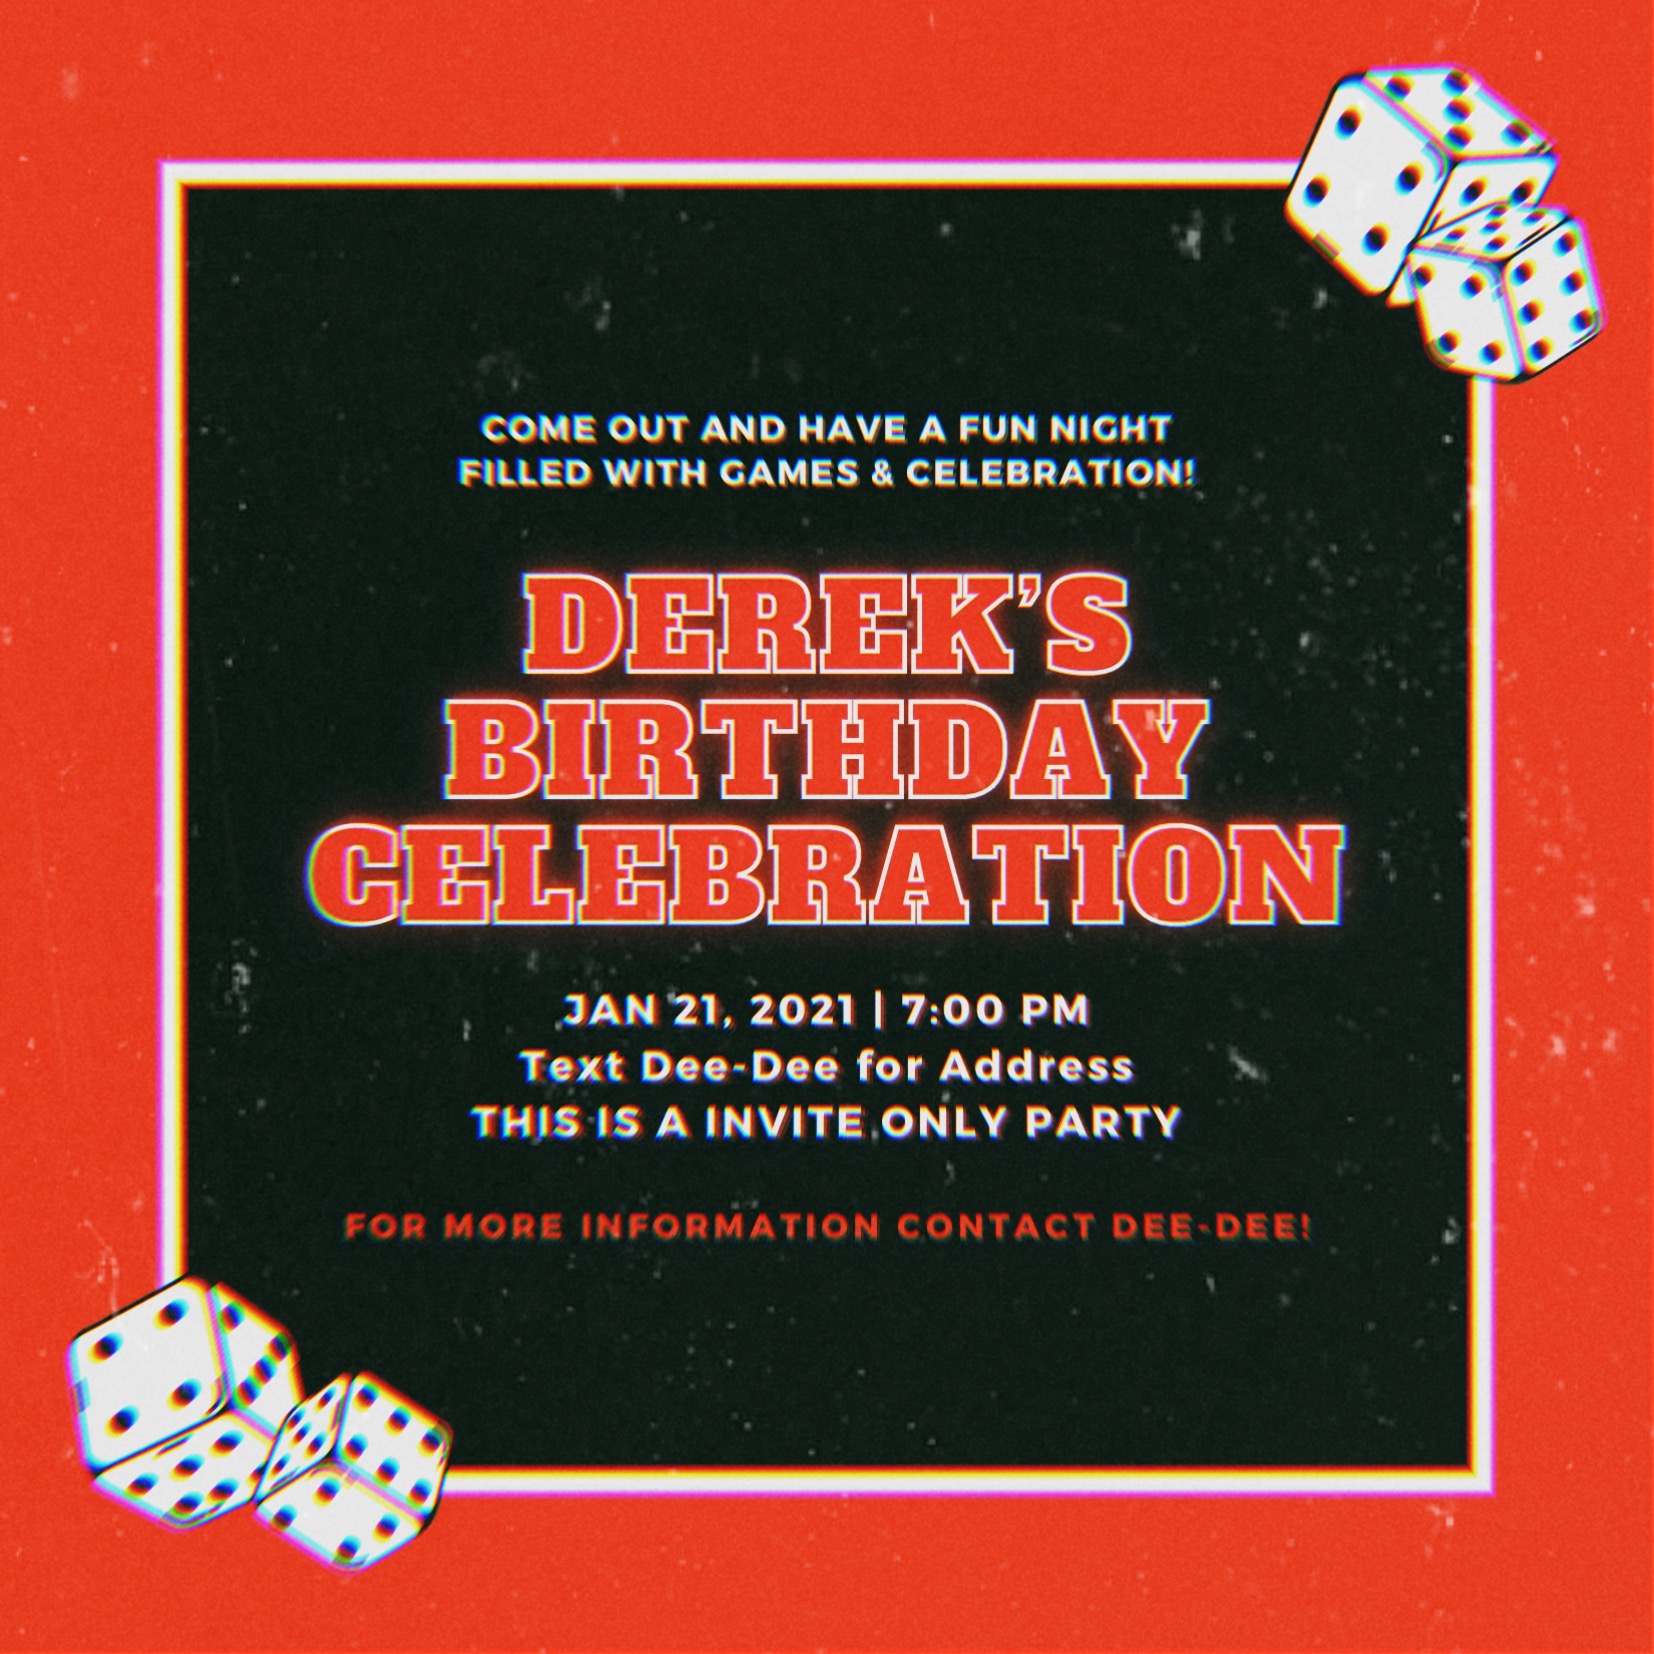 COME OUT AND HAVE A FUN NIGHT
FILLED WITH GAMES & CELEBRATION!
DEREK’S
BIRTHDAY
CELEBRATION
JAN 21, 2021 | 7:00 PM
Text Dee-Dee for Address
THIS IS A INVITE ONLY PARTY
FOR MORE INFORMATION CONTACT DEE-DEE!